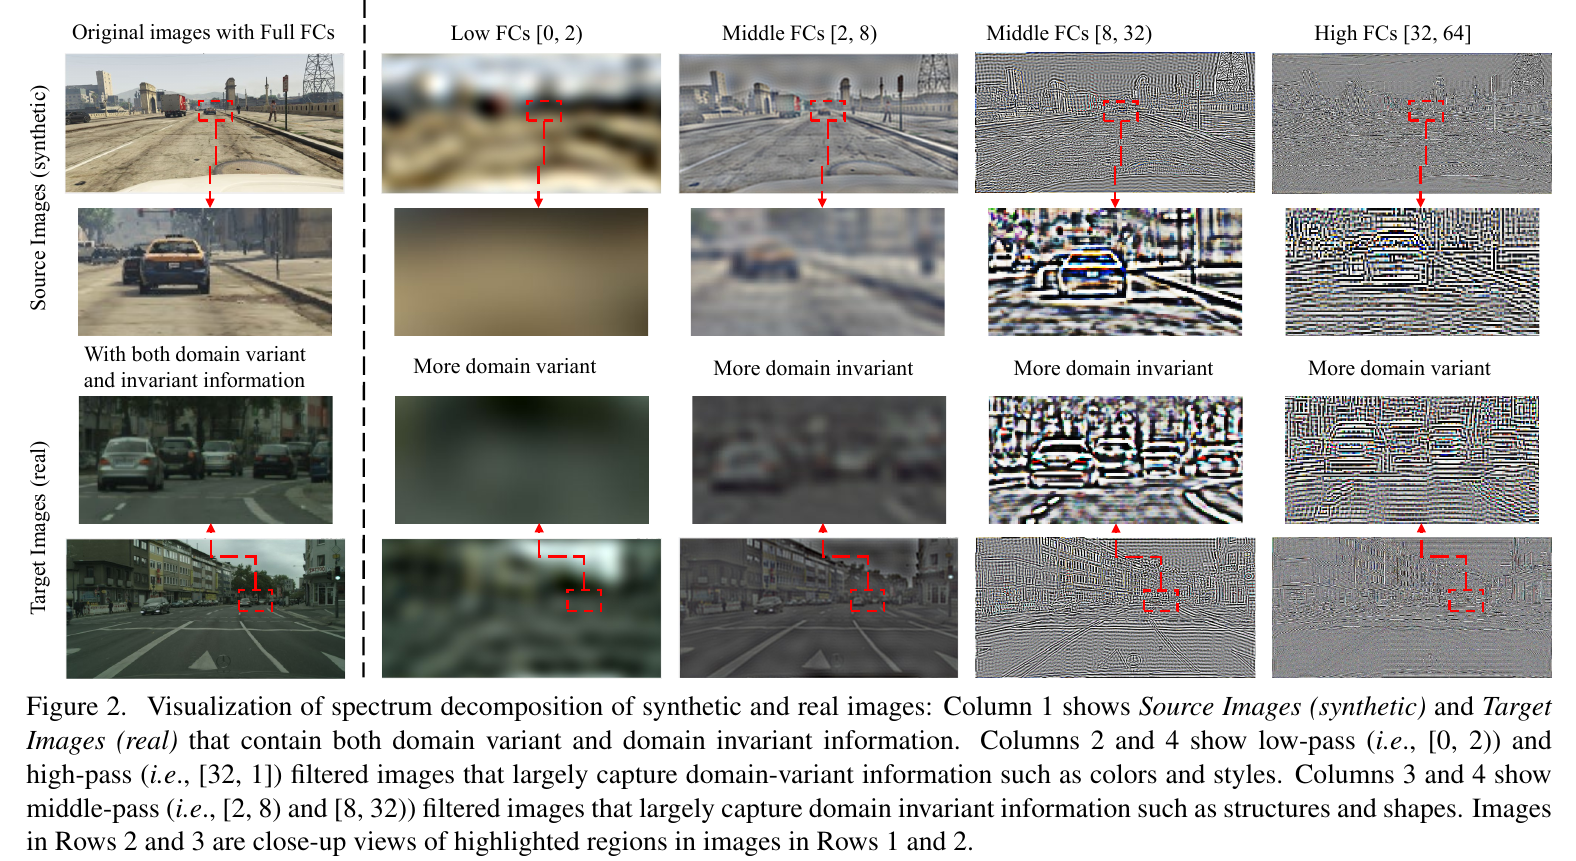 Original images with Full FCs
Low FCs [0, 2)
Middle FCs [2, 8)
Middle FCs [8, 32)
High FCs [32, 64]
Source Images (synthetic)
With both domain variant
and invariant information
More domain variant
More domain invariant
More domain invariant
More domain variant
Target Images (real)
Figure 2. Visualization of spectrum decomposition of synthetic and real images: Column 1 shows Source Images (synthetic) and Target
Images (real) that contain both domain variant and domain invariant information. Columns 2 and 4 show low-pass (i.e., [0, 2)) and
high-pass (i.e., [32, 1]) filtered images that largely capture domain-variant information such as colors and styles. Columns 3 and 4 show
middle-pass (i.e., [2, 8) and [8, 32)) filtered images that largely capture domain invariant information such as structures and shapes. Images
in Rows 2 and 3 are close-up views of highlighted regions in images in Rows 1 and 2.